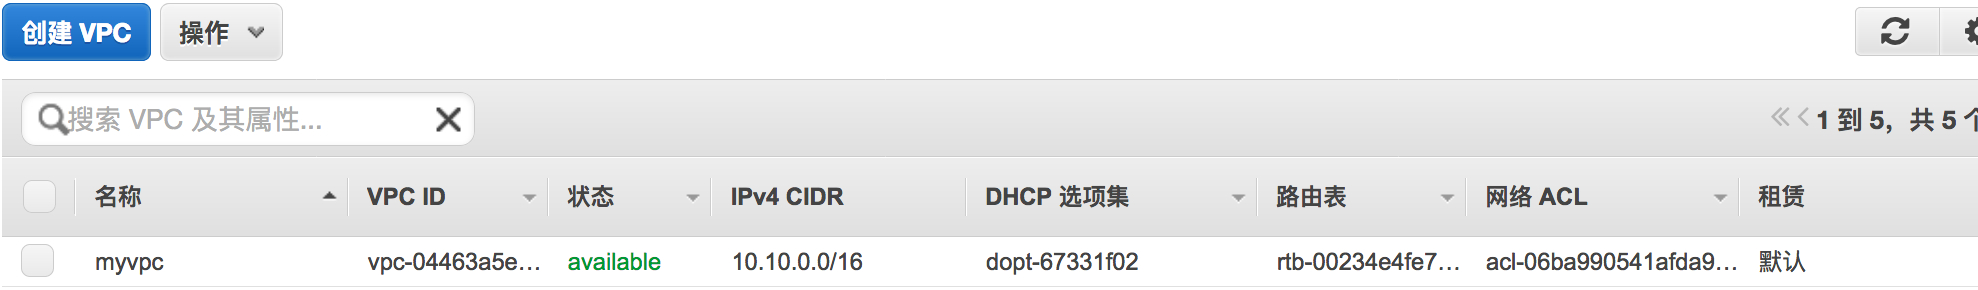 创建 VPC 操作
搜索 VPC 及其属性...
1 到 5，共 5 个
名称 VPC ID 状态 IPv4 CIDR DHCP 选项集 路由表 网络 ACL 租赁
myvpc vpc-04463a5e... available 10.10.0.0/16 dopt-67331f02 rtb-00234e4fe7... acl-06ba990541afda9... 默认